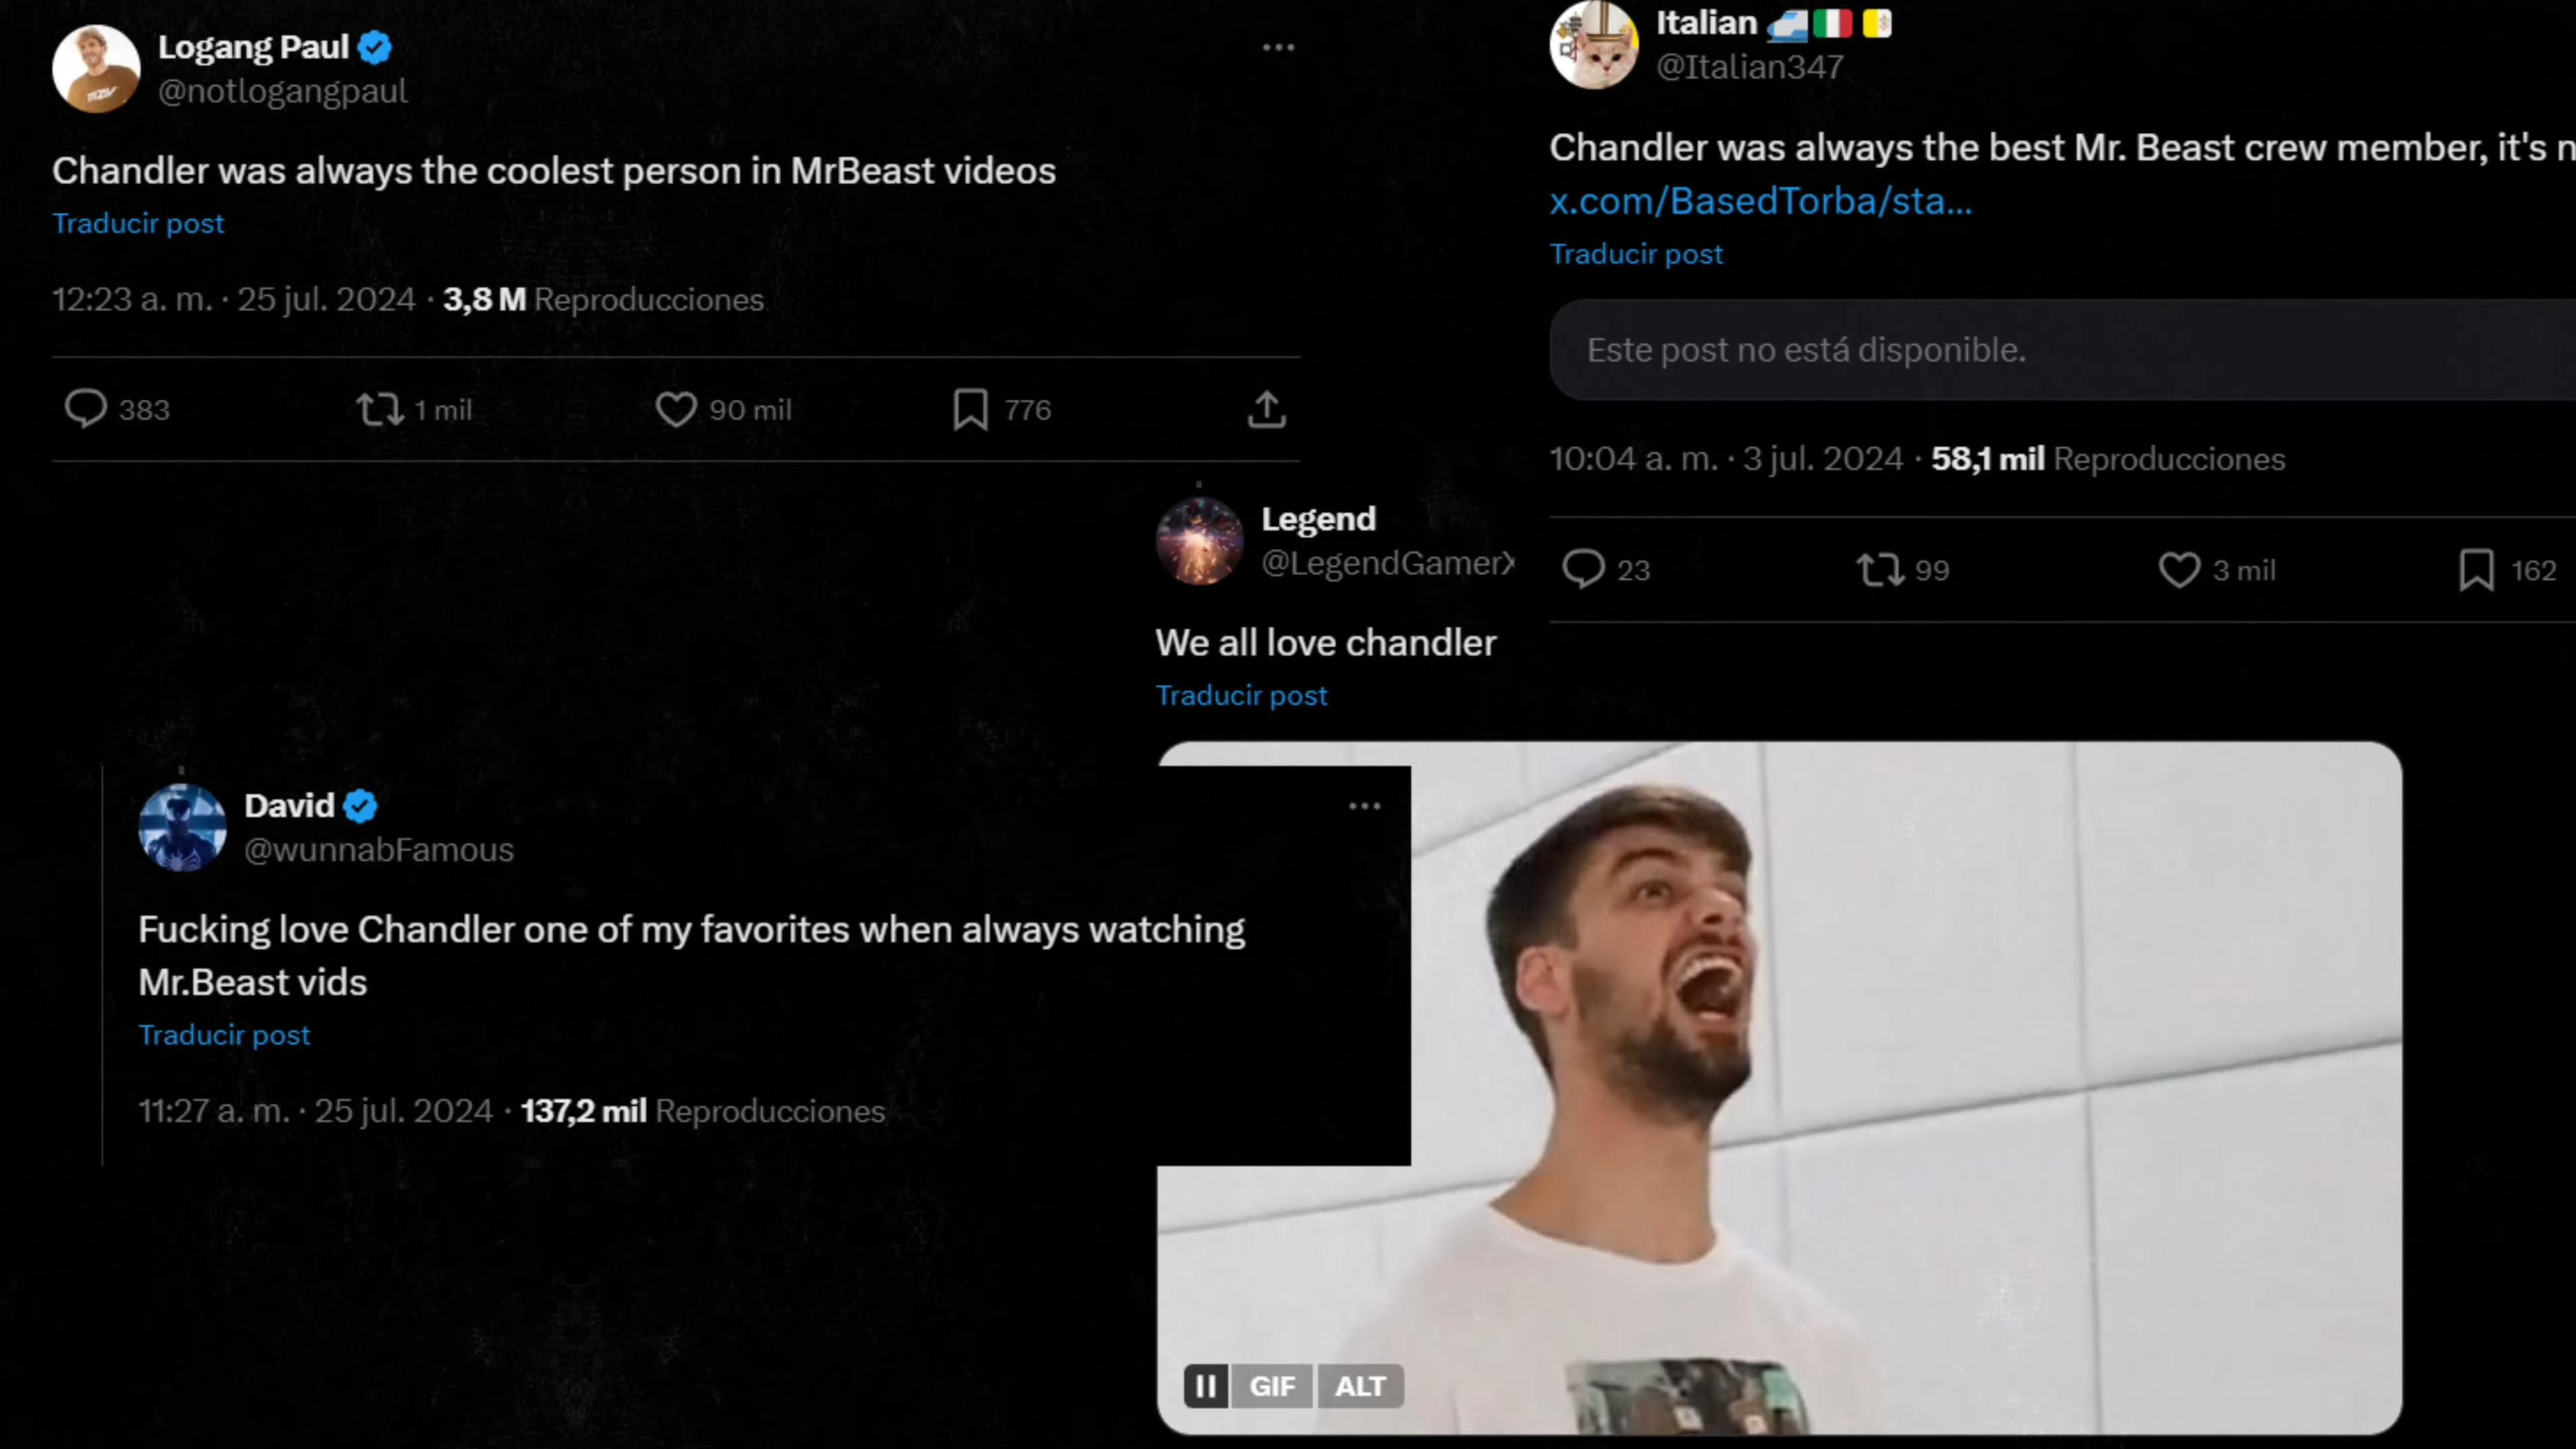 Logang Paul
@notlogangpaul
Chandler was always the coolest person in MrBeast videos
Traducir post
12:23 a. m. · 25 jul. 2024 · 3,8 M Reproducciones
383 1 mil 90 mil 776
Italian
@Italian347
Chandler was always the best Mr. Beast crew member, it's n
x.com/BasedTorba/sta...
Traducir post
Este post no está disponible.
10:04 a. m. · 3 jul. 2024 · 58,1 mil Reproducciones
23 99 3 mil 162
Legend
@LegendGamerX
We all love chandler
Traducir post
GIF ALT
David
@wunnabFamous
Fucking love Chandler one of my favorites when always watching
Mr.Beast vids
Traducir post
11:27 a. m. · 25 jul. 2024 · 137,2 mil Reproducciones